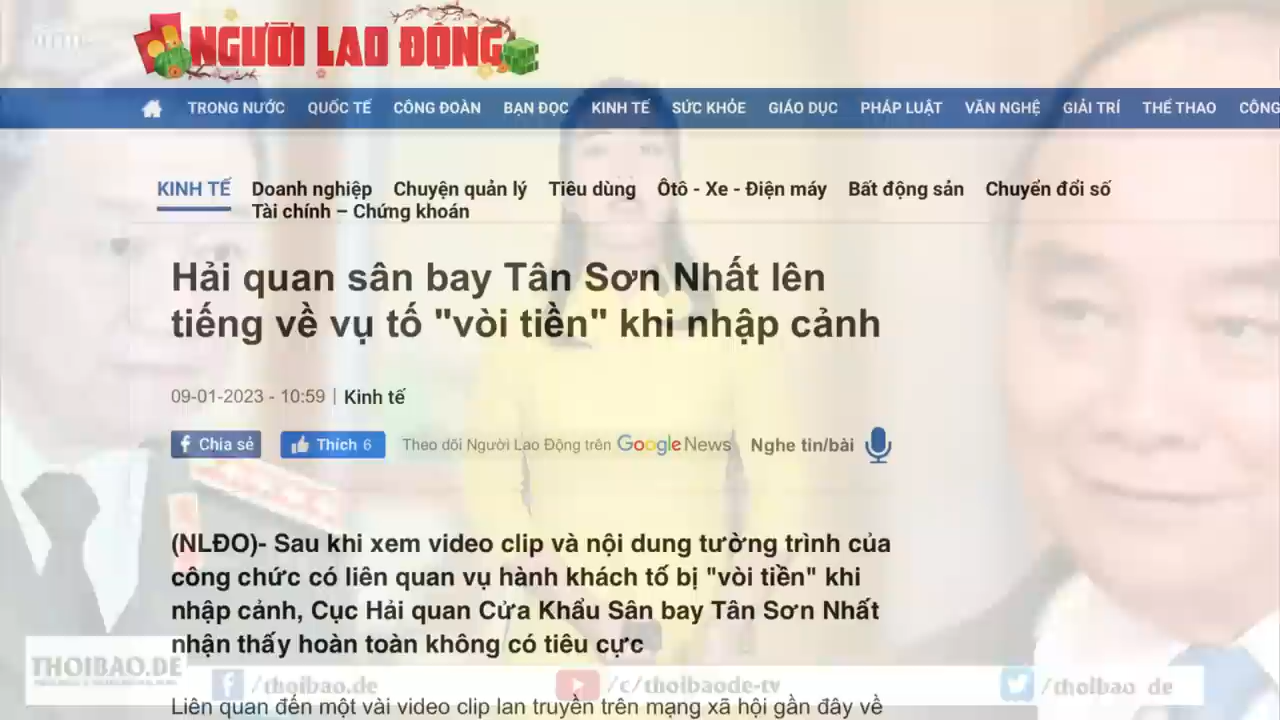 NGƯỜI LAO ĐỘNG
TRONG NƯỚC QUỐC TẾ CÔNG ĐOÀN BẠN ĐỌC KINH TẾ SỨC KHỎE GIÁO DỤC PHÁP LUẬT VĂN NGHỆ GIẢI TRÍ THỂ THAO CÔNG
KINH TẾ Doanh nghiệp Chuyện quản lý Tiêu dùng Ôtô - Xe - Điện máy Bất động sản Chuyển đổi số
Tài chính – Chứng khoán
Hải quan sân bay Tân Sơn Nhất lên
tiếng về vụ tố "vòi tiền" khi nhập cảnh
09-01-2023 - 10:59 | Kinh tế
Chia sẻ Thích 6 Theo dõi Người Lao Động trên Google News Nghe tin/bài
(NLĐO)- Sau khi xem video clip và nội dung tường trình của
công chức có liên quan vụ hành khách tố bị "vòi tiền" khi
nhập cảnh, Cục Hải quan Cửa Khẩu Sân bay Tân Sơn Nhất
nhận thấy hoàn toàn không có tiêu cực
THOIBAO.DE /thoibao.de /c/thoibaode-tv /thoibao_de
Liên quan đến một vài video clip lan truyền trên mạng xã hội gần đây về